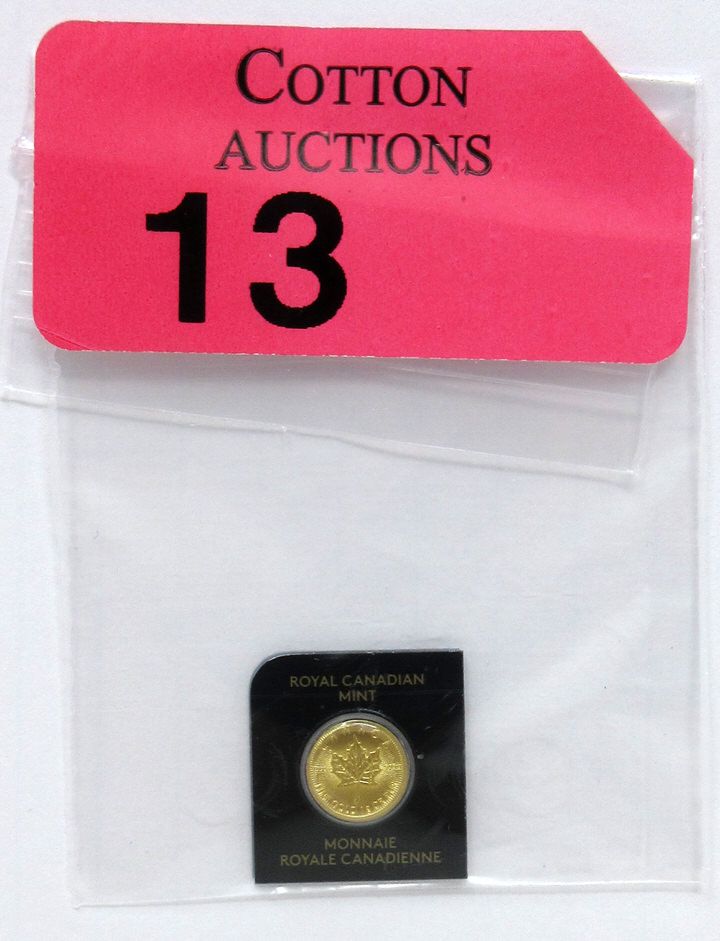 COTTON
AUCTIONS
13
ROYAL CANADIAN
MINT
MONNAIE
ROYALE CANADIENNE